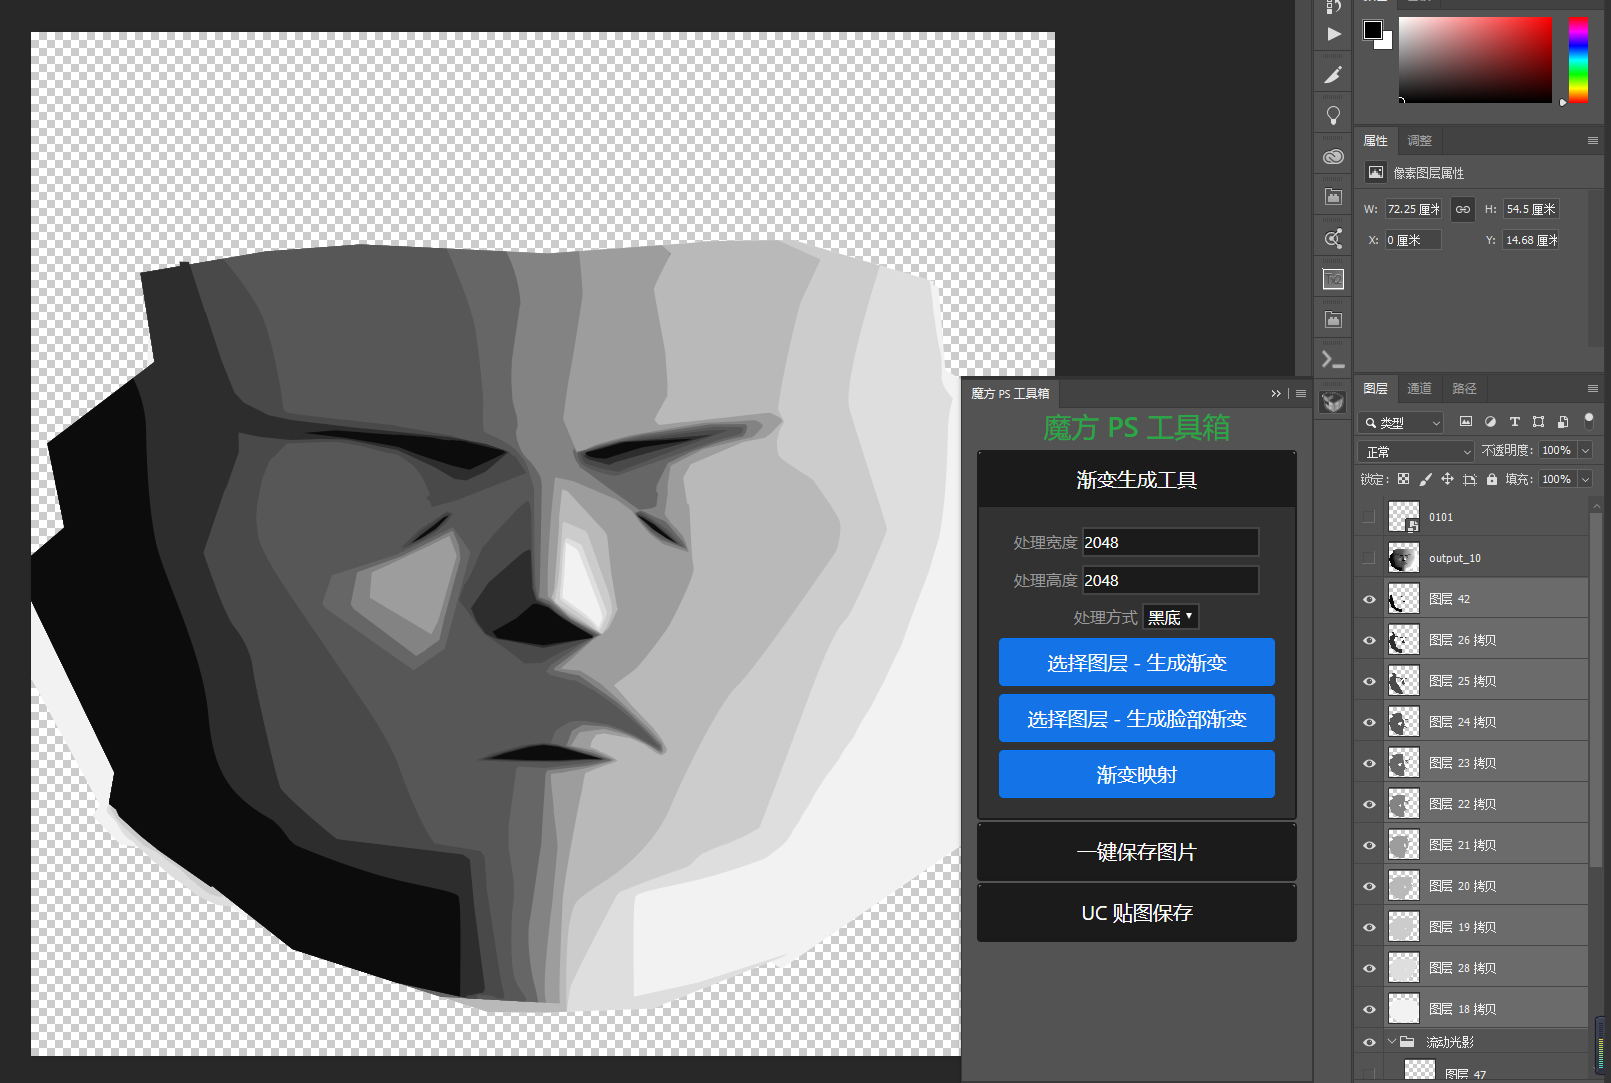 属性 调整
像素图层属性
W: 72.25 厘米 H: 54.5 厘米
X: 0 厘米 Y: 14.68 厘米
魔方 PS 工具箱
魔方 PS 工具箱
渐变生成工具
处理宽度 2048
处理高度 2048
处理方式 黑底
选择图层 - 生成渐变
选择图层 - 生成脸部渐变
渐变映射
一键保存图片
UC 贴图保存
图层 通道 路径
类型
正常 不透明度: 100%
锁定: 填充: 100%
0101
output_10
图层 42
图层 26 拷贝
图层 25 拷贝
图层 24 拷贝
图层 23 拷贝
图层 22 拷贝
图层 21 拷贝
图层 20 拷贝
图层 19 拷贝
图层 28 拷贝
图层 18 拷贝
流动光影
图层 47